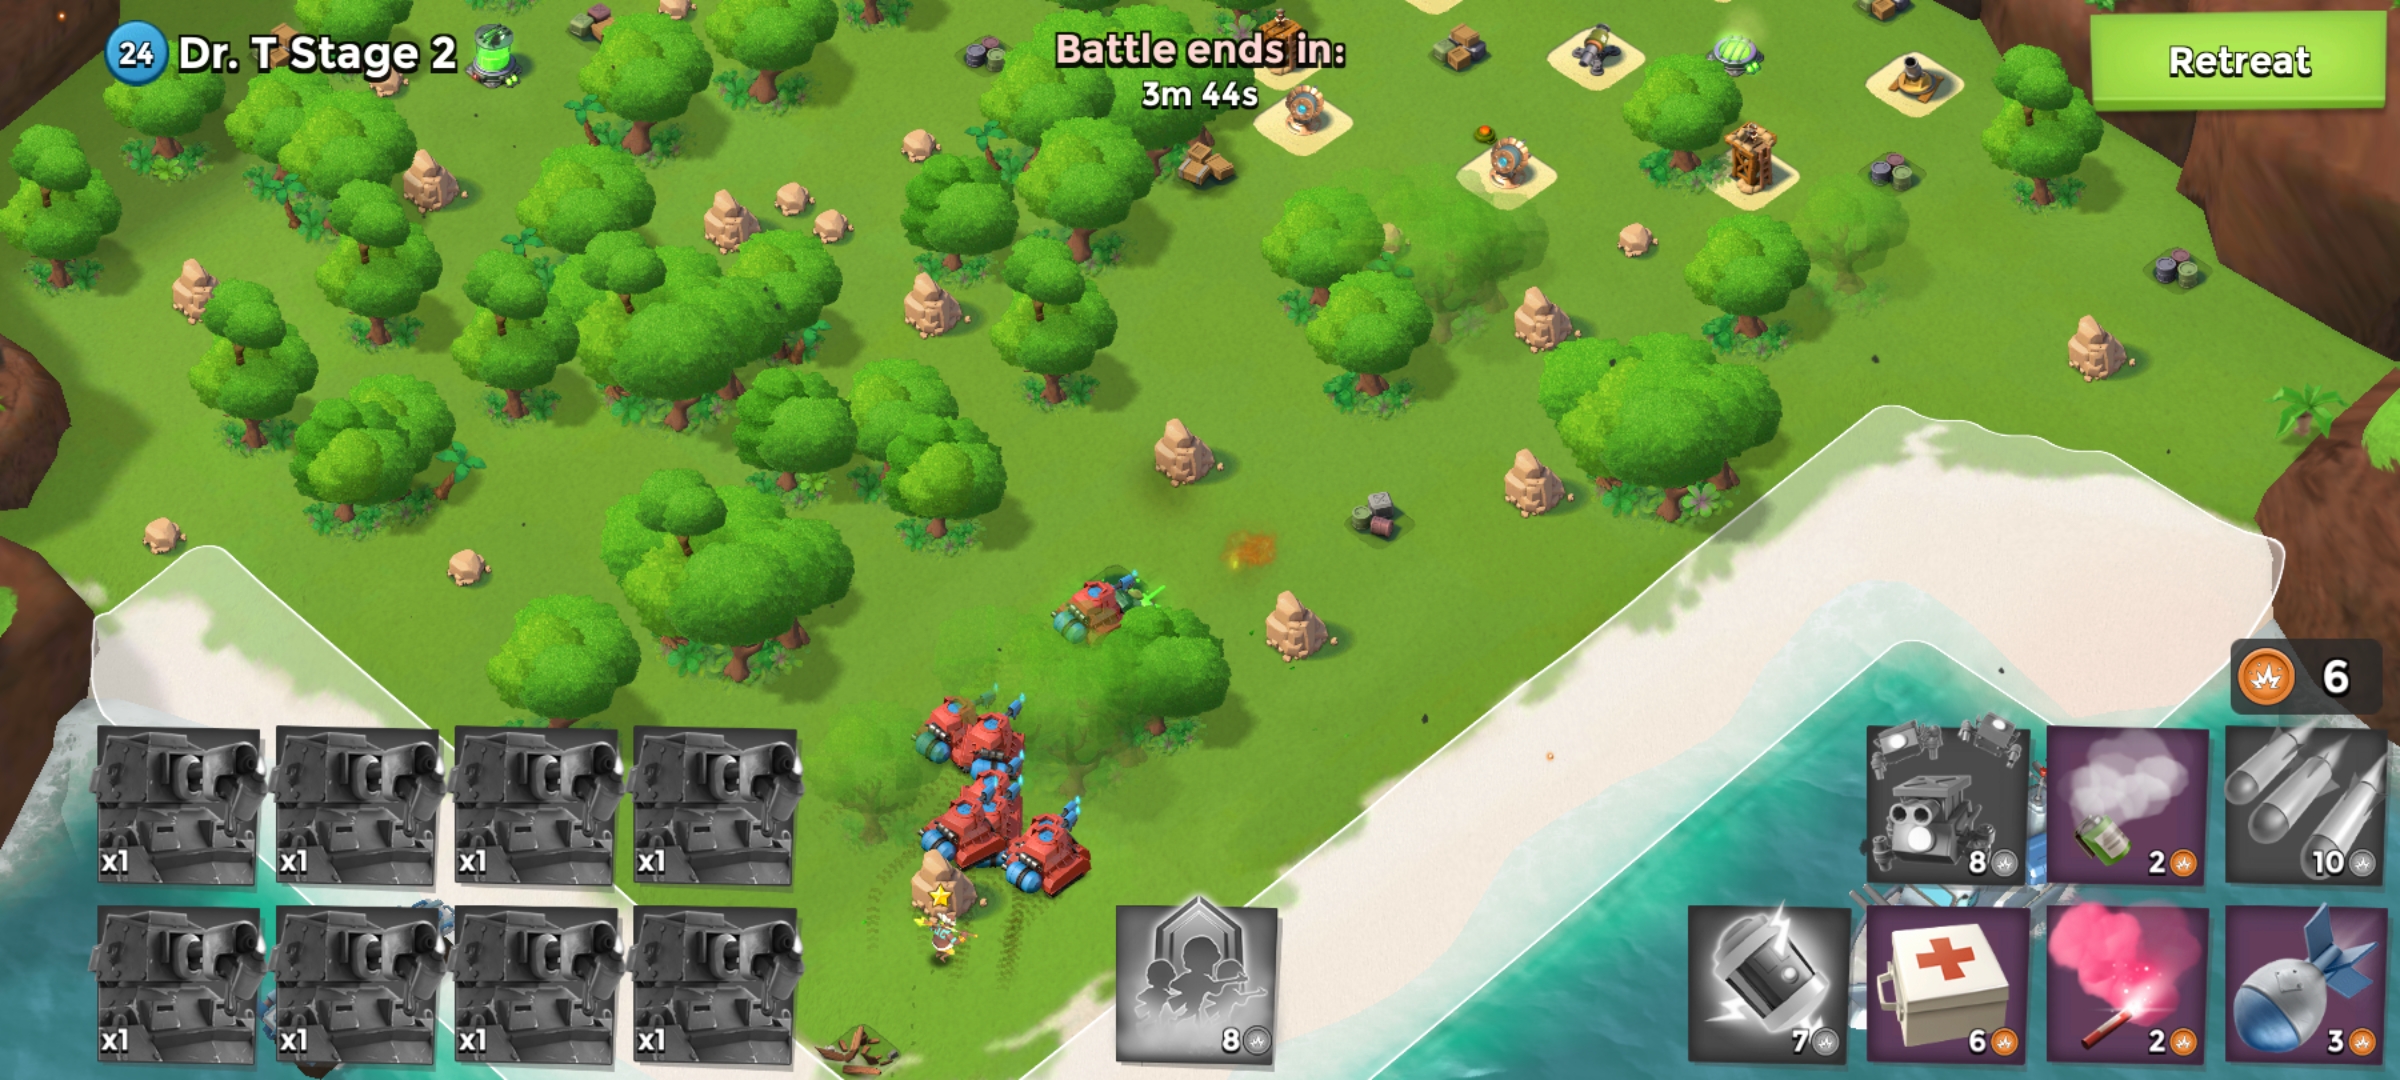 24 Dr. T Stage 2
Battle ends in:
3m 44s
Retreat
6
x1 x1 x1 x1
8 2 10
x1 x1 x1 x1
8 7 6 2 3